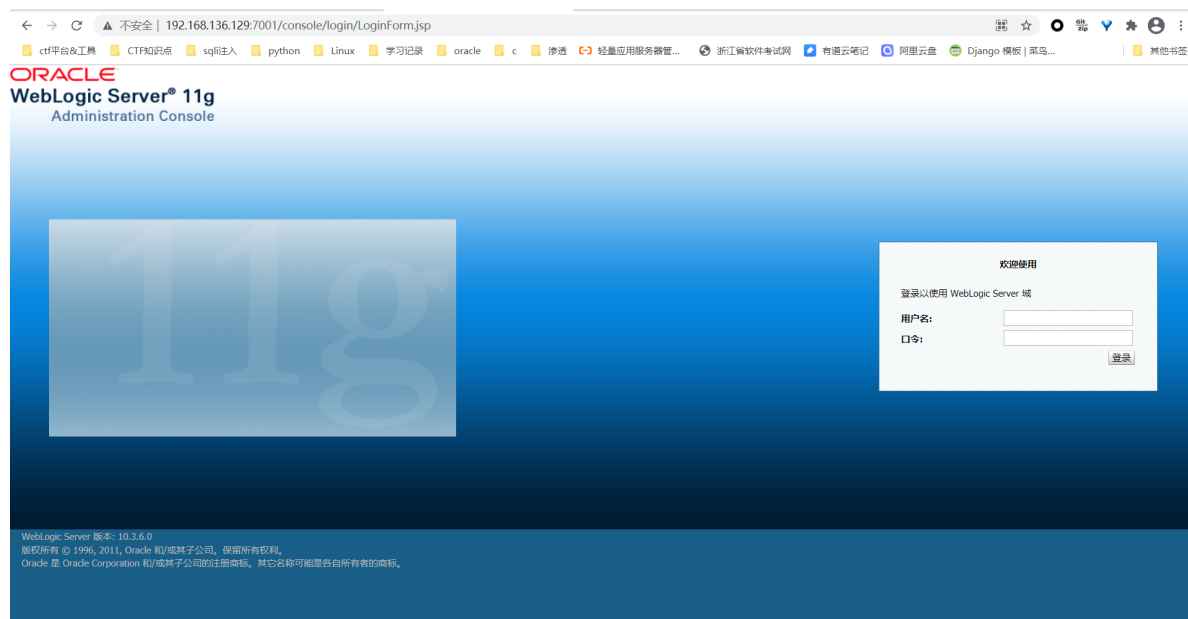 不安全 | 192.168.136.129:7001/console/login/LoginForm.jsp
ctf平台&工具 CTF知识点 sqli注入 python Linux 学习记录 oracle c 渗透 轻量应用服务器管... 浙江省软件考试网 有道云笔记 阿里云盘 Django 模板 | 菜鸟... 其他书签
ORACLE
WebLogic Server® 11g
Administration Console
11g
欢迎使用
登录以使用 WebLogic Server 域
用户名:
口令:
登录
WebLogic Server 版本: 10.3.6.0
版权所有 © 1996, 2011, Oracle 和/或其子公司。保留所有权利。
Oracle 是 Oracle Corporation 和/或其子公司的注册商标。其它名称可能是各自所有者的商标。